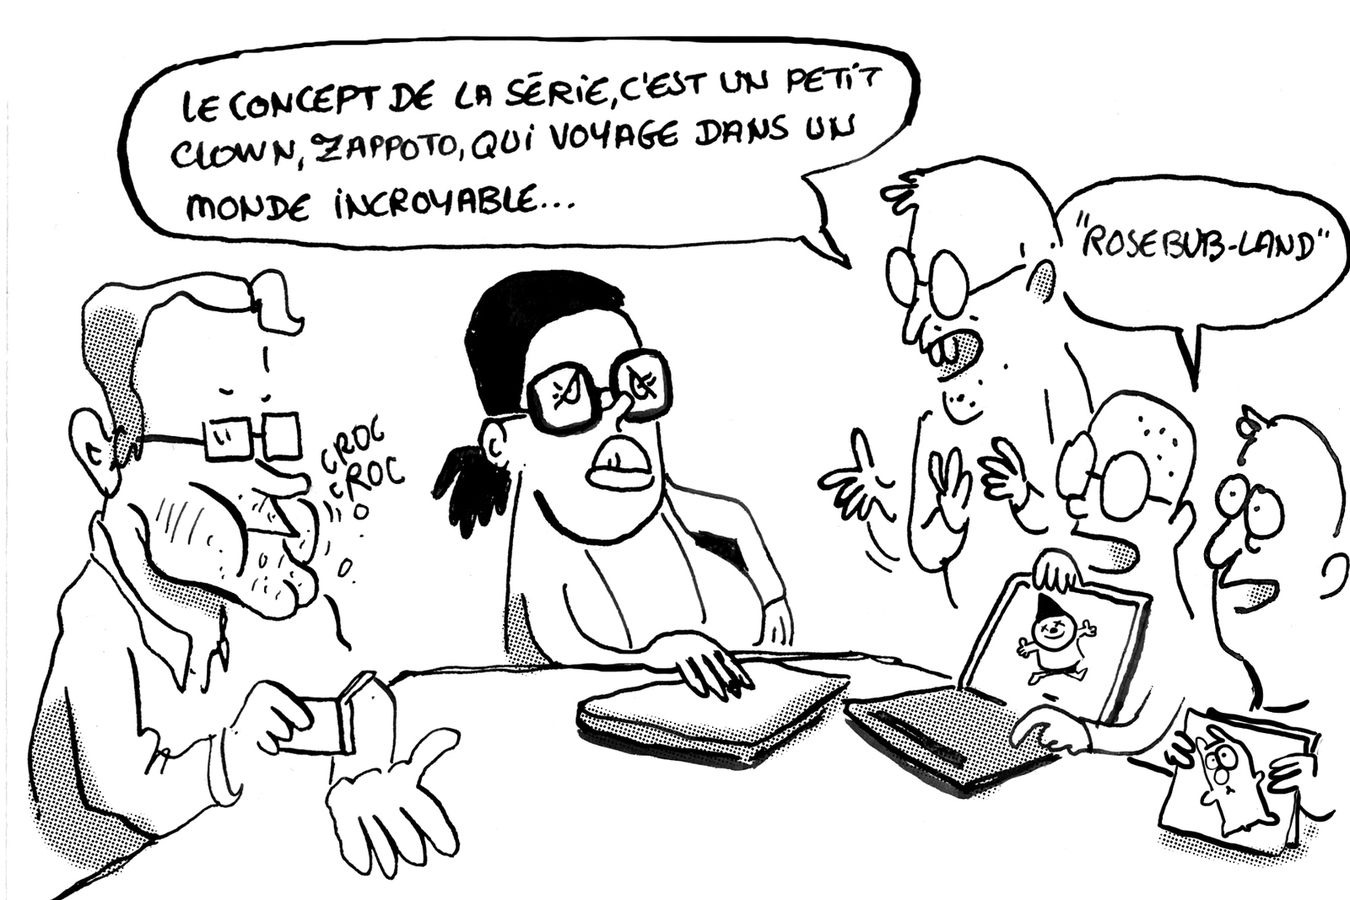 LE CONCEPT DE LA SÉRIE, C'EST UN PETIT
CLOWN, ZAPPOTO, QUI VOYAGE DANS UN
MONDE INCROYABLE...
"ROSEBUB-LAND"
CROC
CROC